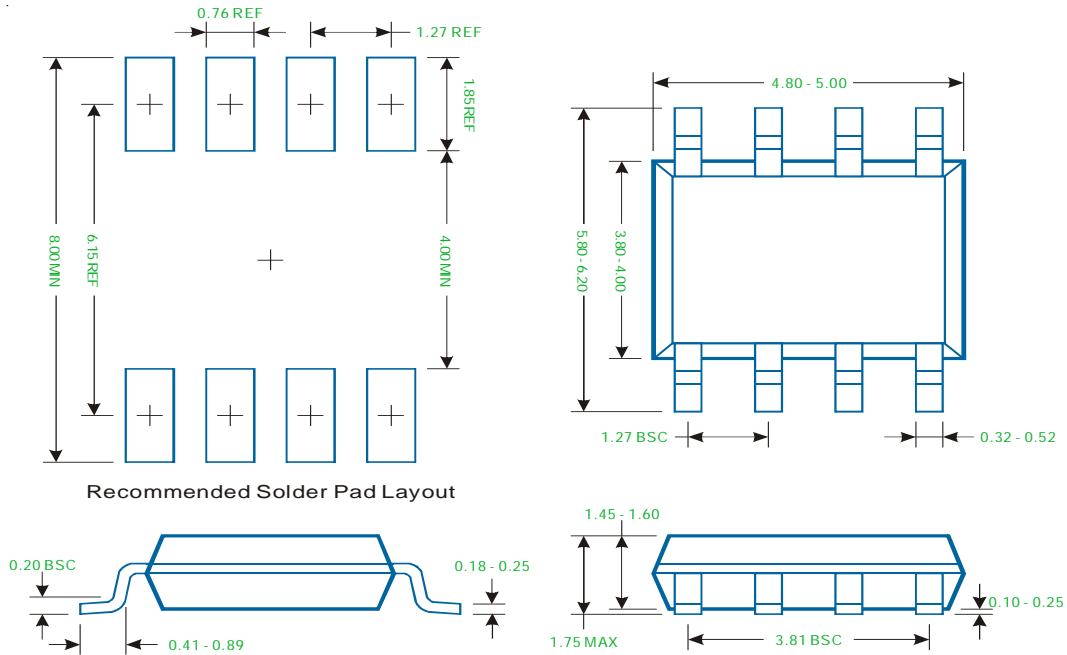 0.76 REF
1.27 REF
1.85 REF
8.00 MIN
6.15 REF
4.00 MIN
Recommended Solder Pad Layout
4.80 - 5.00
5.80 - 6.20
3.80 - 4.00
1.27 BSC
0.32 - 0.52
0.20 BSC
0.18 - 0.25
0.41 - 0.89
1.45 - 1.60
0.10 - 0.25
1.75 MAX
3.81 BSC